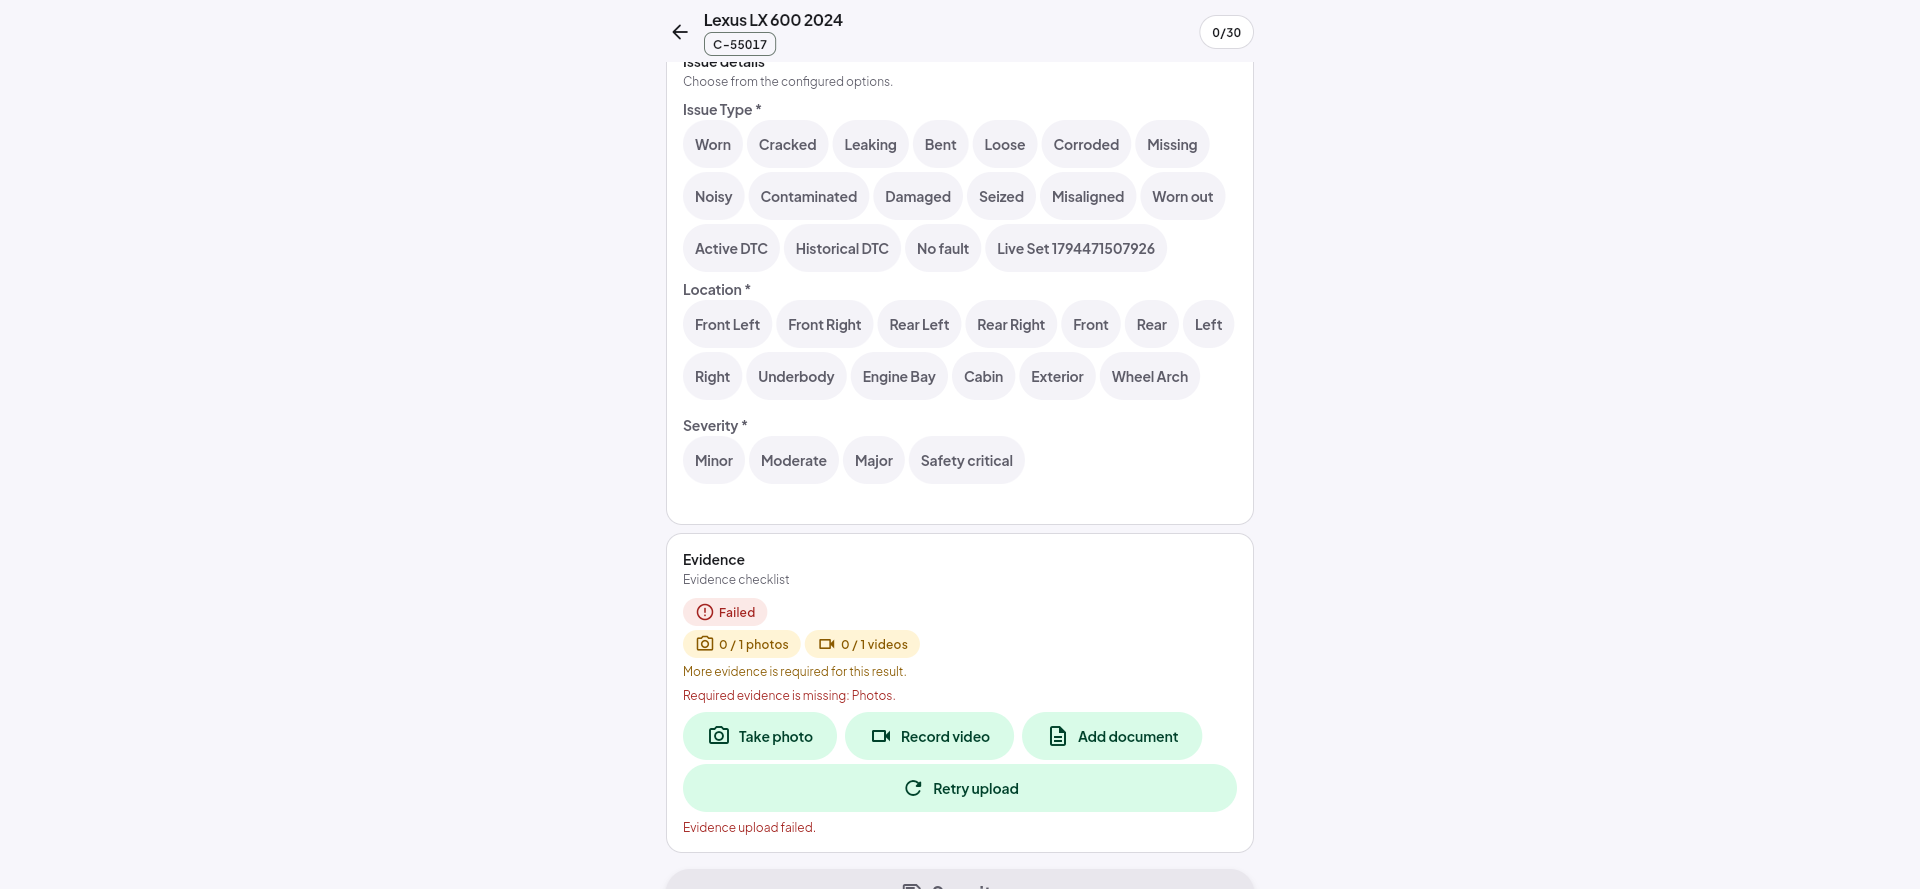 Lexus LX 600 2024
C-55017
0/30
Issue details
Choose from the configured options.
Issue Type *
Worn Cracked Leaking Bent Loose Corroded Missing
Noisy Contaminated Damaged Seized Misaligned Worn out
Active DTC Historical DTC No fault Live Set 1794471507926
Location *
Front Left Front Right Rear Left Rear Right Front Rear Left
Right Underbody Engine Bay Cabin Exterior Wheel Arch
Severity *
Minor Moderate Major Safety critical
Evidence
Evidence checklist
Failed
0 / 1 photos 0 / 1 videos
More evidence is required for this result.
Required evidence is missing: Photos.
Take photo Record video Add document
Retry upload
Evidence upload failed.